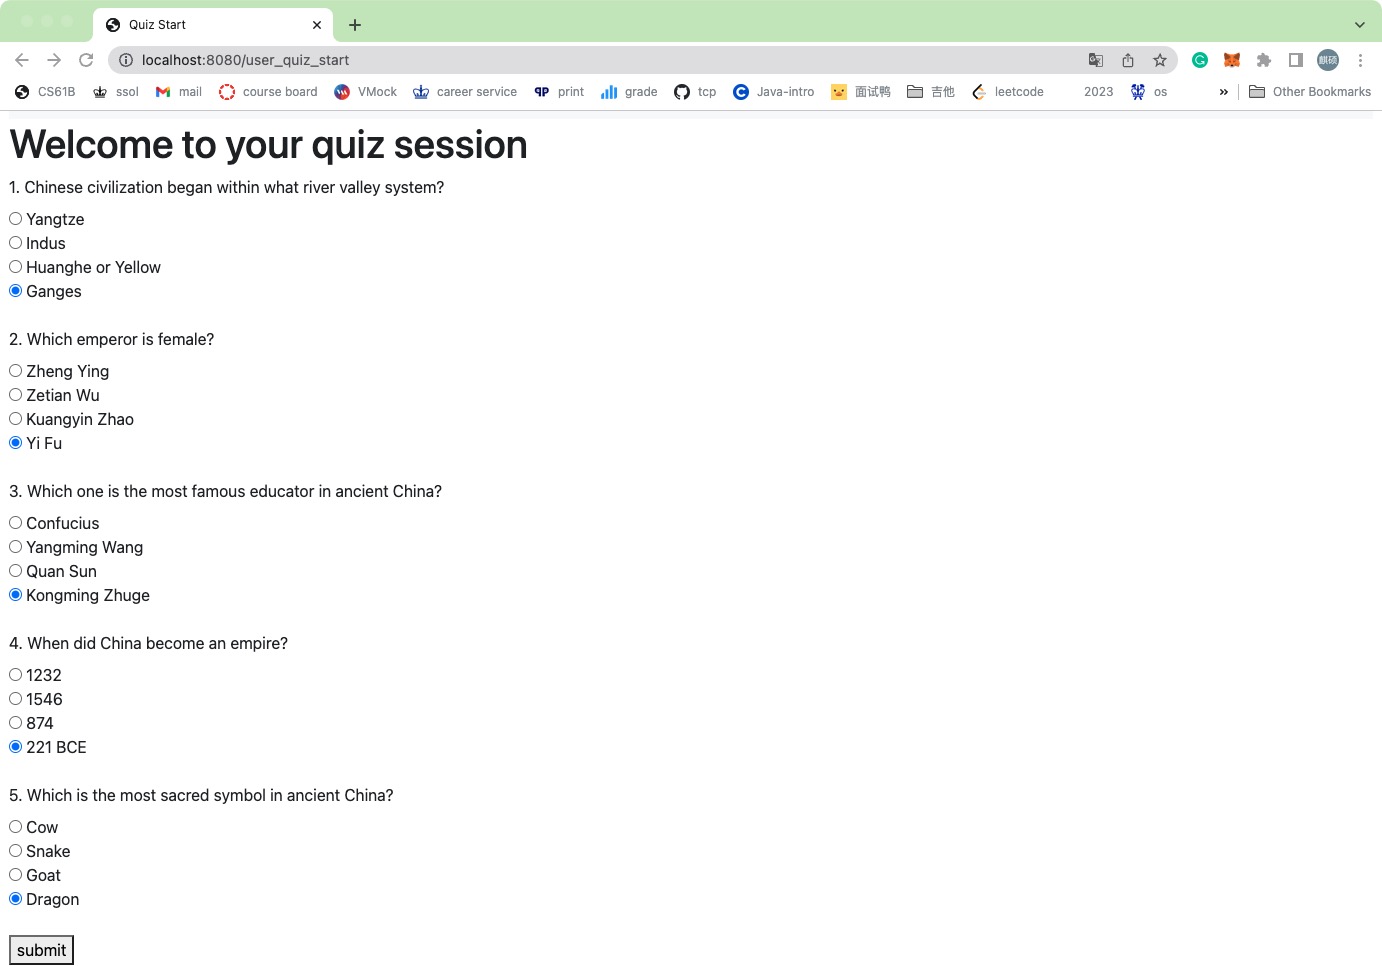 Quiz Start
localhost:8080/user_quiz_start
麒硕
CS61B ssol mail course board VMock career service print grade tcp Java-intro 面试鸭 吉他 leetcode 2023 os » Other Bookmarks
Welcome to your quiz session
1. Chinese civilization began within what river valley system?
Yangtze
Indus
Huanghe or Yellow
Ganges
2. Which emperor is female?
Zheng Ying
Zetian Wu
Kuangyin Zhao
Yi Fu
3. Which one is the most famous educator in ancient China?
Confucius
Yangming Wang
Quan Sun
Kongming Zhuge
4. When did China become an empire?
1232
1546
874
221 BCE
5. Which is the most sacred symbol in ancient China?
Cow
Snake
Goat
Dragon
submit